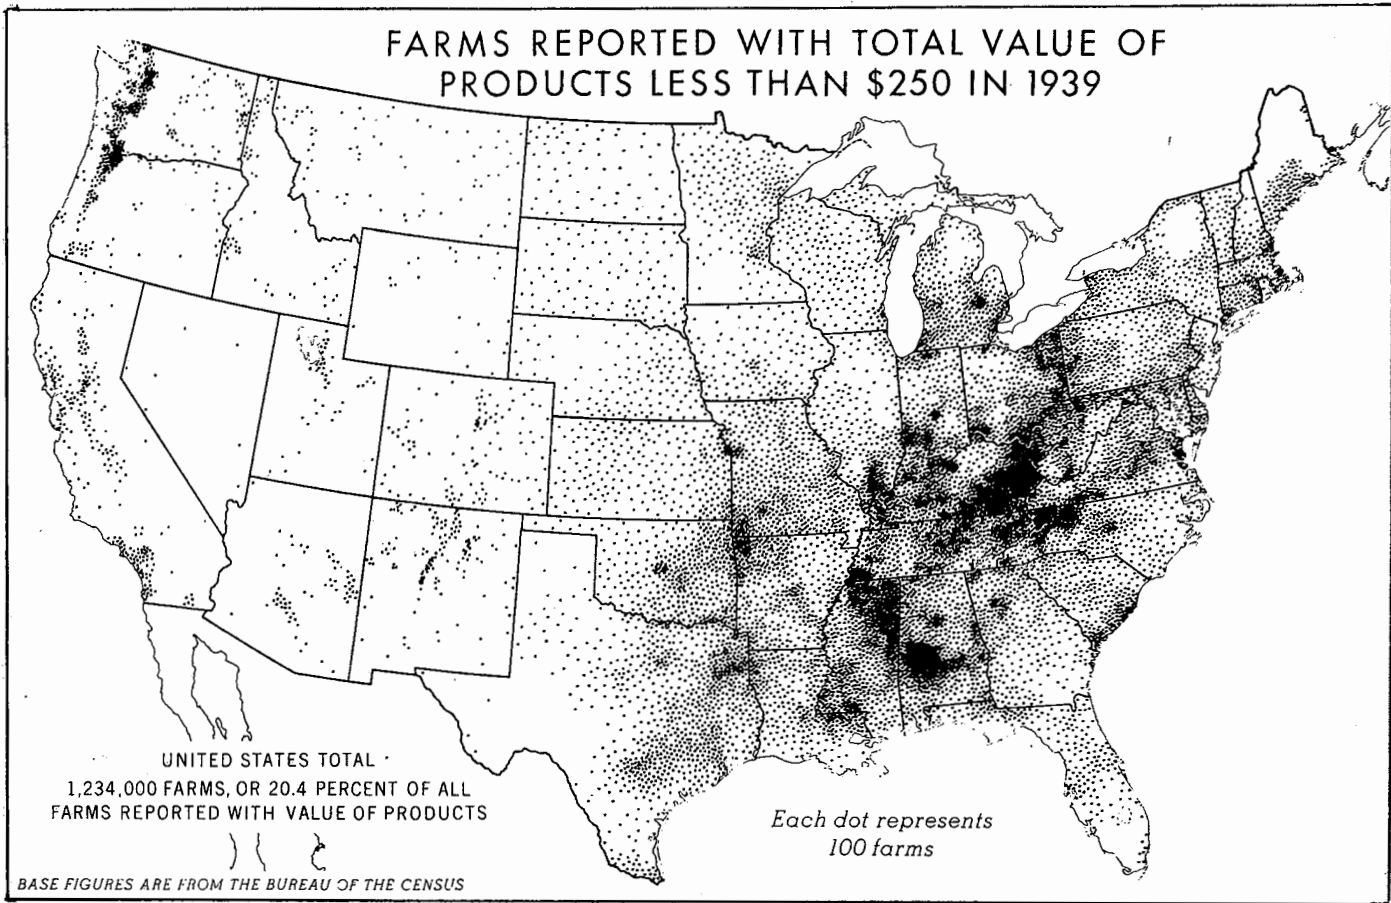 FARMS REPORTED WITH TOTAL VALUE OF
PRODUCTS LESS THAN $250 IN 1939
UNITED STATES TOTAL
1,234,000 FARMS, OR 20.4 PERCENT OF ALL
FARMS REPORTED WITH VALUE OF PRODUCTS
Each dot represents
100 farms
BASE FIGURES ARE FROM THE BUREAU OF THE CENSUS